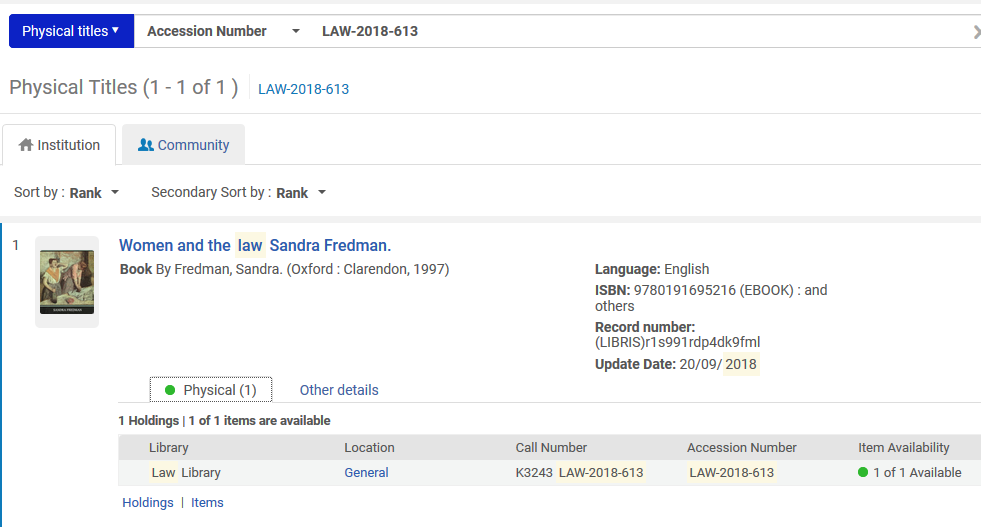 Physical titles Accession Number LAW-2018-613
Physical Titles (1 - 1 of 1 ) LAW-2018-613
Institution Community
Sort by : Rank Secondary Sort by : Rank
1 Women and the law Sandra Fredman.
Book By Fredman, Sandra. (Oxford : Clarendon, 1997)
SANDRA FREDMAN
Language: English
ISBN: 9780191695216 (EBOOK) : and
others
Record number:
(LIBRIS)r1s991rdp4dk9fml
Update Date: 20/09/2018
Physical (1) Other details
1 Holdings | 1 of 1 items are available
Library Location Call Number Accession Number Item Availability
Law Library General K3243 LAW-2018-613 LAW-2018-613 1 of 1 Available
Holdings | Items